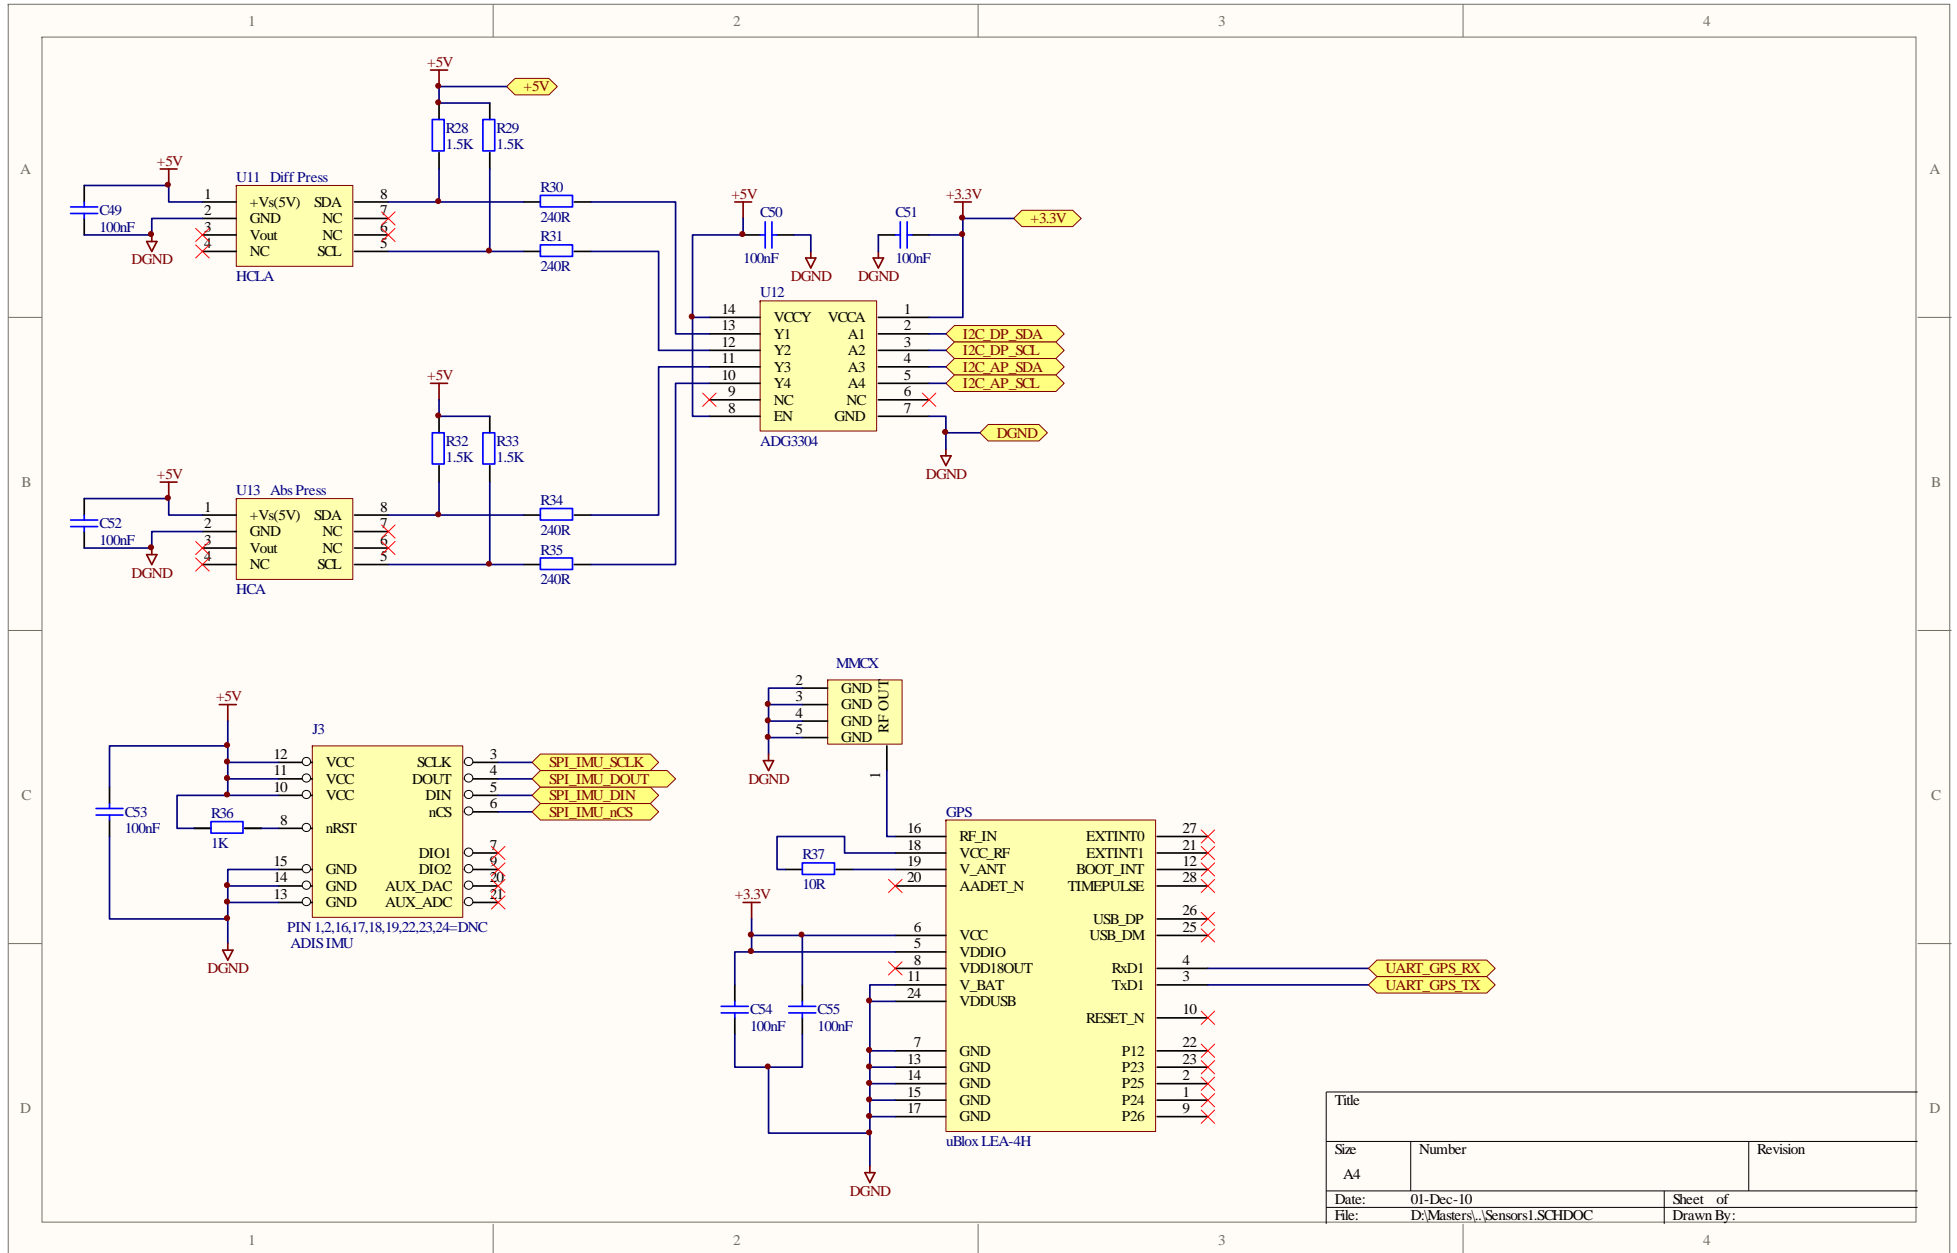 1 2 3 4
A A
B B
C C
D D
+5V
+5V
R28
1.5K
R29
1.5K
+5V
C49
100nF
DGND
U11 Diff Press
1 +Vs(5V) SDA 8
2 GND NC 7
3 Vout NC 6
4 NC SCL 5
HCLA
R30
240R
R31
240R
+5V
C50
100nF
DGND
+3.3V
+3.3V
C51
100nF
DGND
U12
14 VCCY VCCA 1
13 Y1 A1 2 I2C_DP_SDA
12 Y2 A2 3 I2C_DP_SCL
11 Y3 A3 4 I2C_AP_SDA
10 Y4 A4 5 I2C_AP_SCL
9 NC NC 6
8 EN GND 7
ADG3304
DGND
DGND
+5V
R32
1.5K
R33
1.5K
+5V
C52
100nF
DGND
U13 Abs Press
1 +Vs(5V) SDA 8
2 GND NC 7
3 Vout NC 6
4 NC SCL 5
HCA
R34
240R
R35
240R
+5V
C53
100nF
R36
1K
J3
12 VCC SCLK 3 SPI_IMU_SCLK
11 VCC DOUT 4 SPI_IMU_DOUT
10 VCC DIN 5 SPI_IMU_DIN
nCS 6 SPI_IMU_nCS
8 nRST
DIO1 7
15 GND DIO2 9
14 GND AUX_DAC 20
13 GND AUX_ADC 21
PIN 1,2,16,17,18,19,22,23,24=DNC
ADIS IMU
DGND
MMCX
2 GND
3 GND
4 GND
5 GND
RF OUT
1
DGND
R37
10R
+3.3V
C54
100nF
C55
100nF
GPS
16 RF_IN EXTINT0 27
18 VCC_RF EXTINT1 21
19 V_ANT BOOT_INT 12
20 AADET_N TIMEPULSE 28
USB_DP 26
6 VCC USB_DM 25
5 VDDIO
8 VDD18OUT RxD1 4 UART_GPS_RX
11 V_BAT TxD1 3 UART_GPS_TX
24 VDDUSB
RESET_N 10
7 GND P12 22
13 GND P23 23
14 GND P25 2
15 GND P24 1
17 GND P26 9
uBlox LEA-4H
DGND
Title
Size Number Revision
A4
Date: 01-Dec-10 Sheet of
File: D:\Masters\..\Sensors1.SCHDOC Drawn By:
1 2 3 4